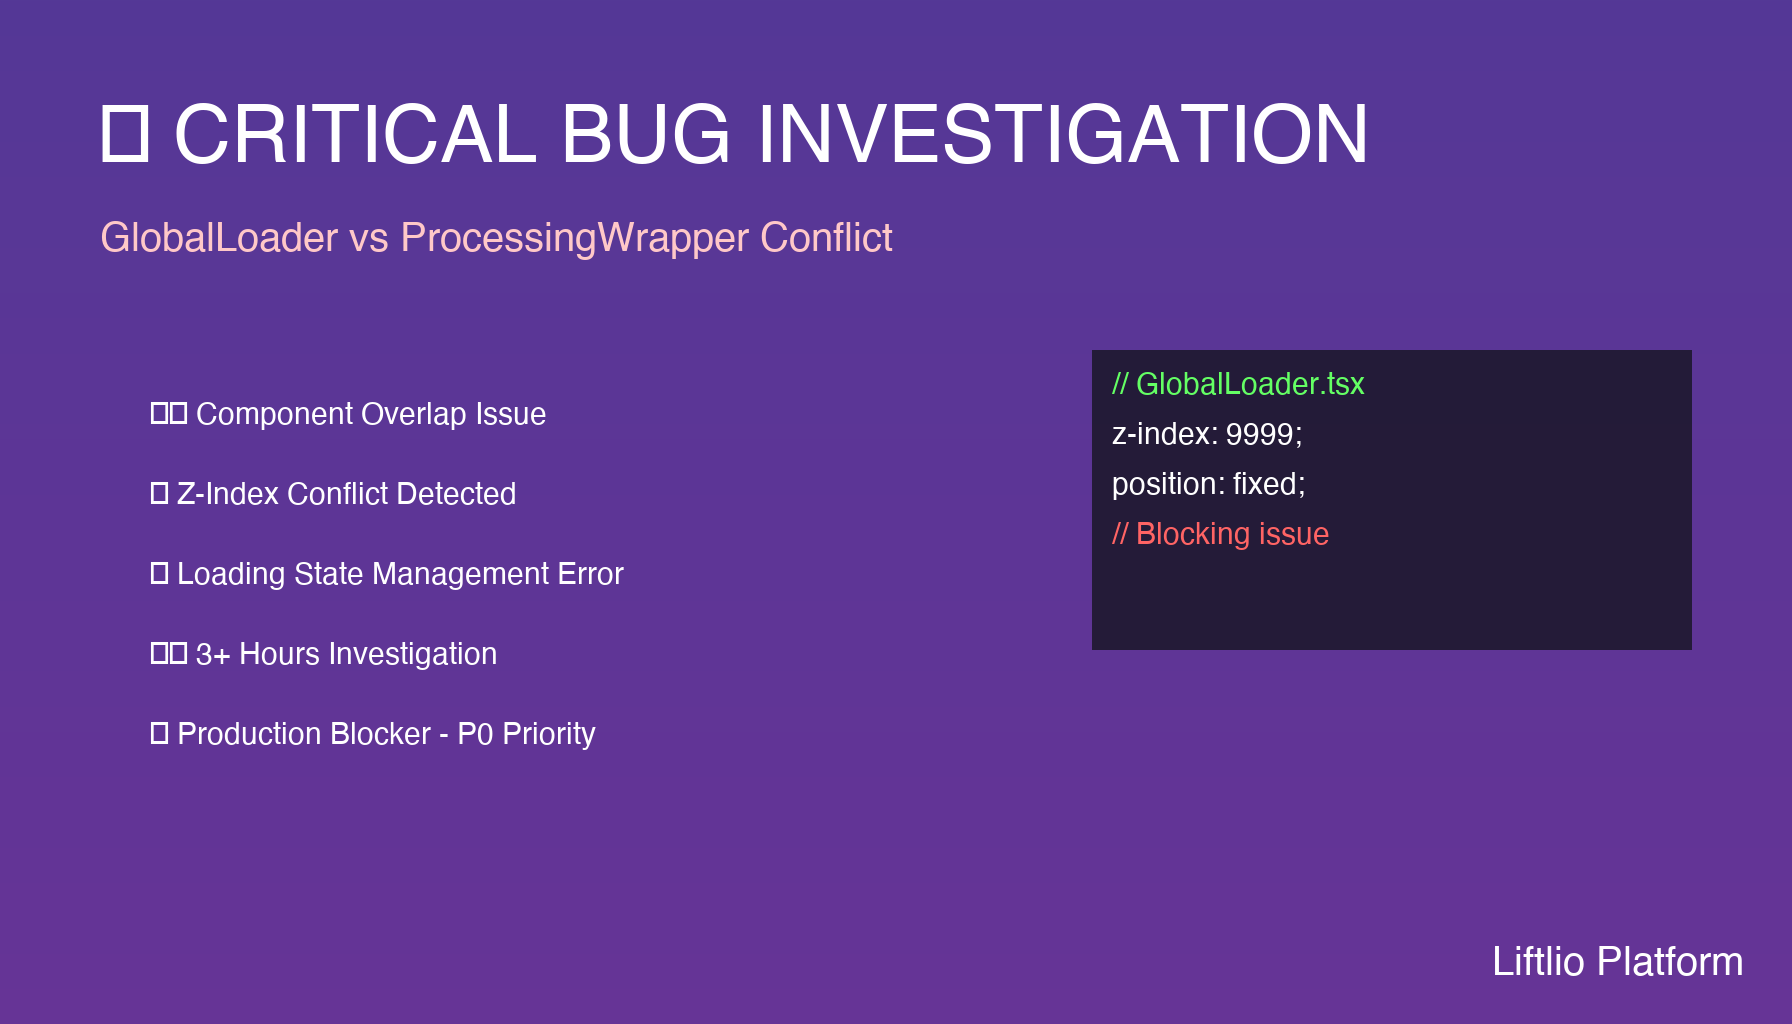 □ CRITICAL BUG INVESTIGATION
GlobalLoader vs ProcessingWrapper Conflict
□□ Component Overlap Issue
□ Z-Index Conflict Detected
□ Loading State Management Error
□□ 3+ Hours Investigation
□ Production Blocker - P0 Priority
// GlobalLoader.tsx
z-index: 9999;
position: fixed;
// Blocking issue
Liftlio Platform